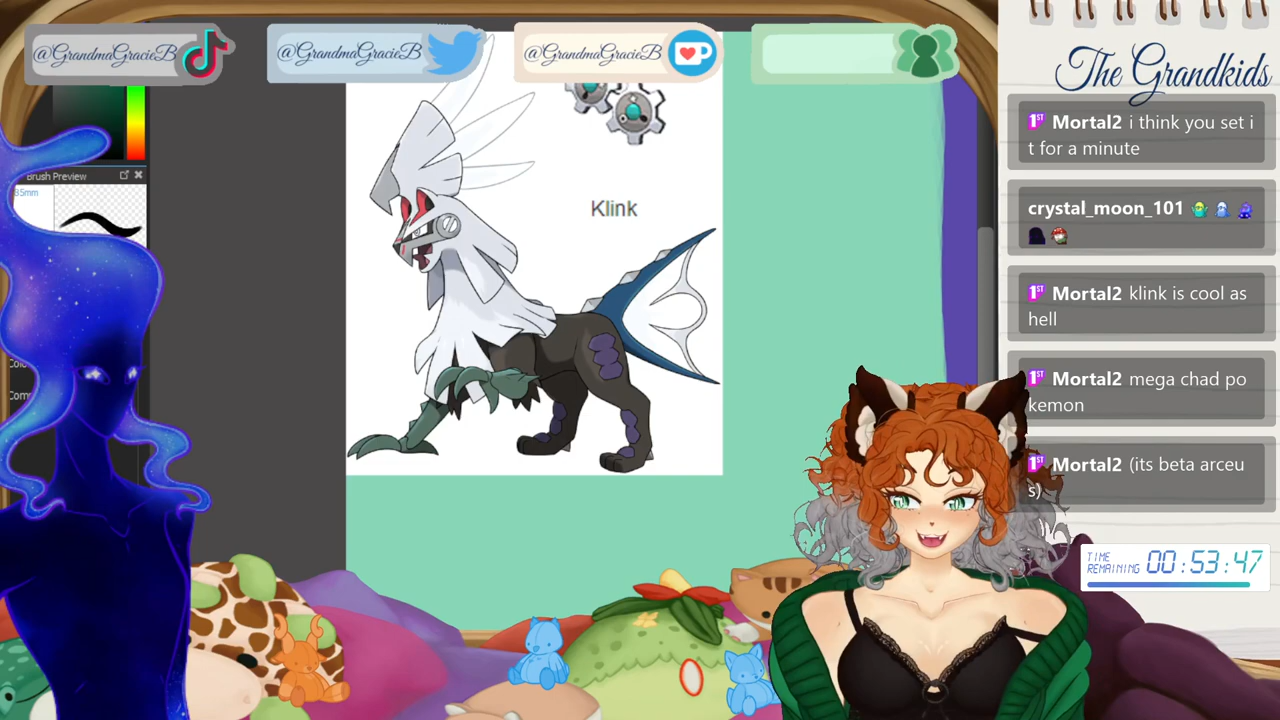 @GrandmaGracieB
@GrandmaGracieB
@GrandmaGracieB
The Grandkids
Brush Preview
Klink
Mortal2 i think you set i
t for a minute
crystal_moon_101
Mortal2 klink is cool as
hell
Mortal2 mega chad po
kemon
Mortal2 (its beta arceu
s)
TIME
REMAINING 00:53:47